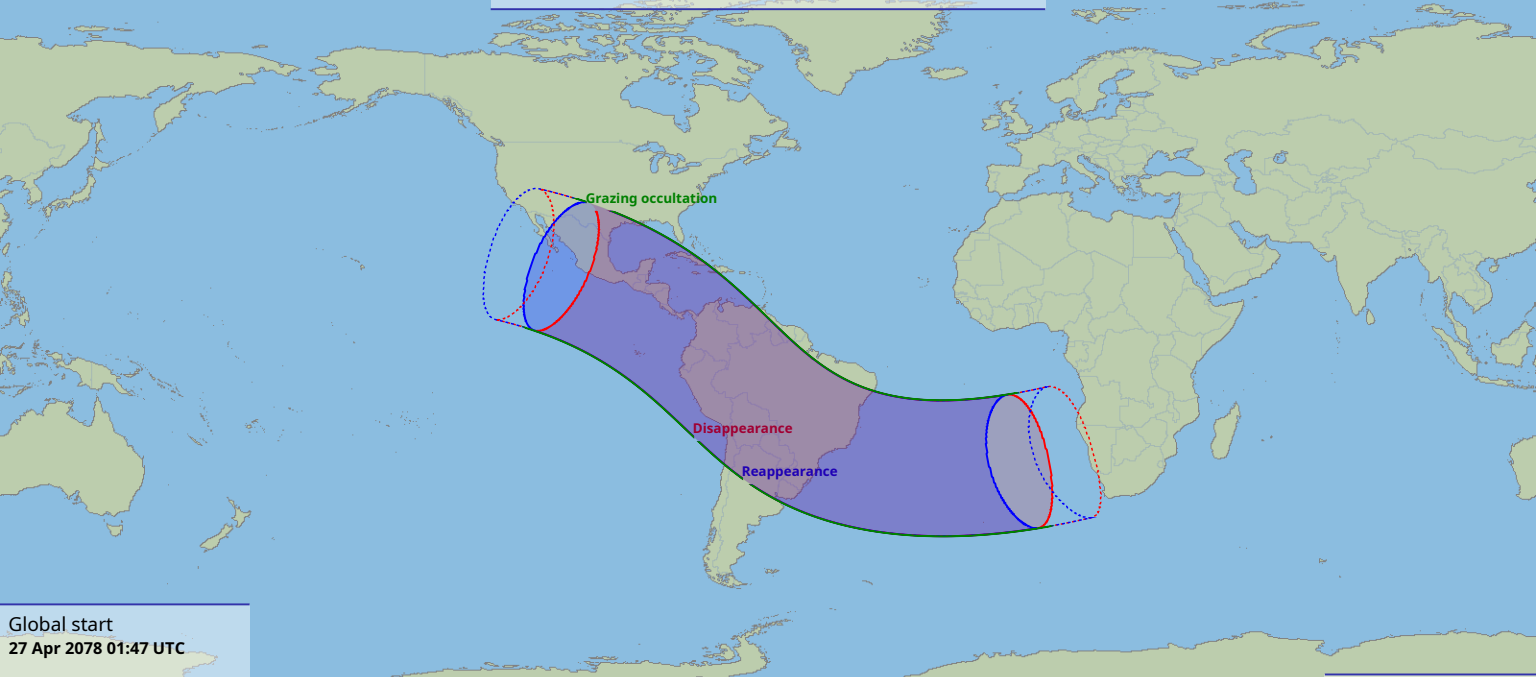 Grazing occultation
Disappearance
Reappearance
Global start
27 Apr 2078 01:47 UTC